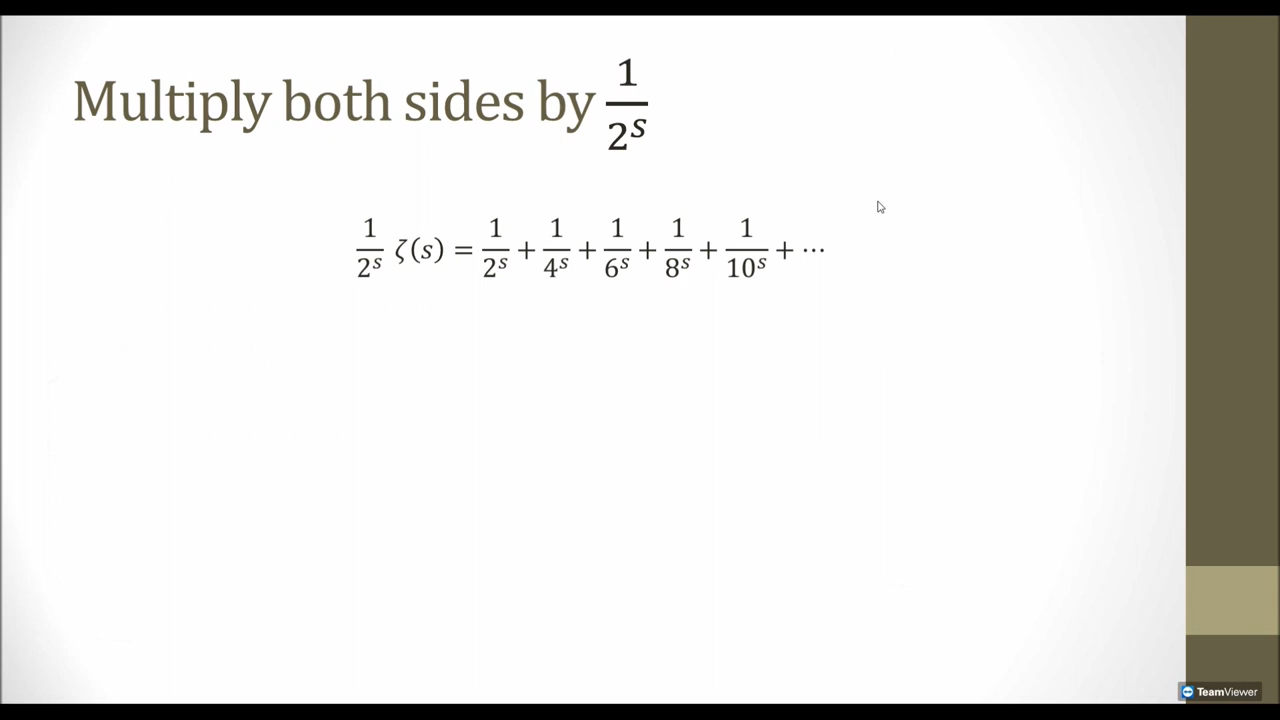 Multiply both sides by 1/2^s
1/2^s ζ(s) = 1/2^s + 1/4^s + 1/6^s + 1/8^s + 1/10^s + ⋯
TeamViewer